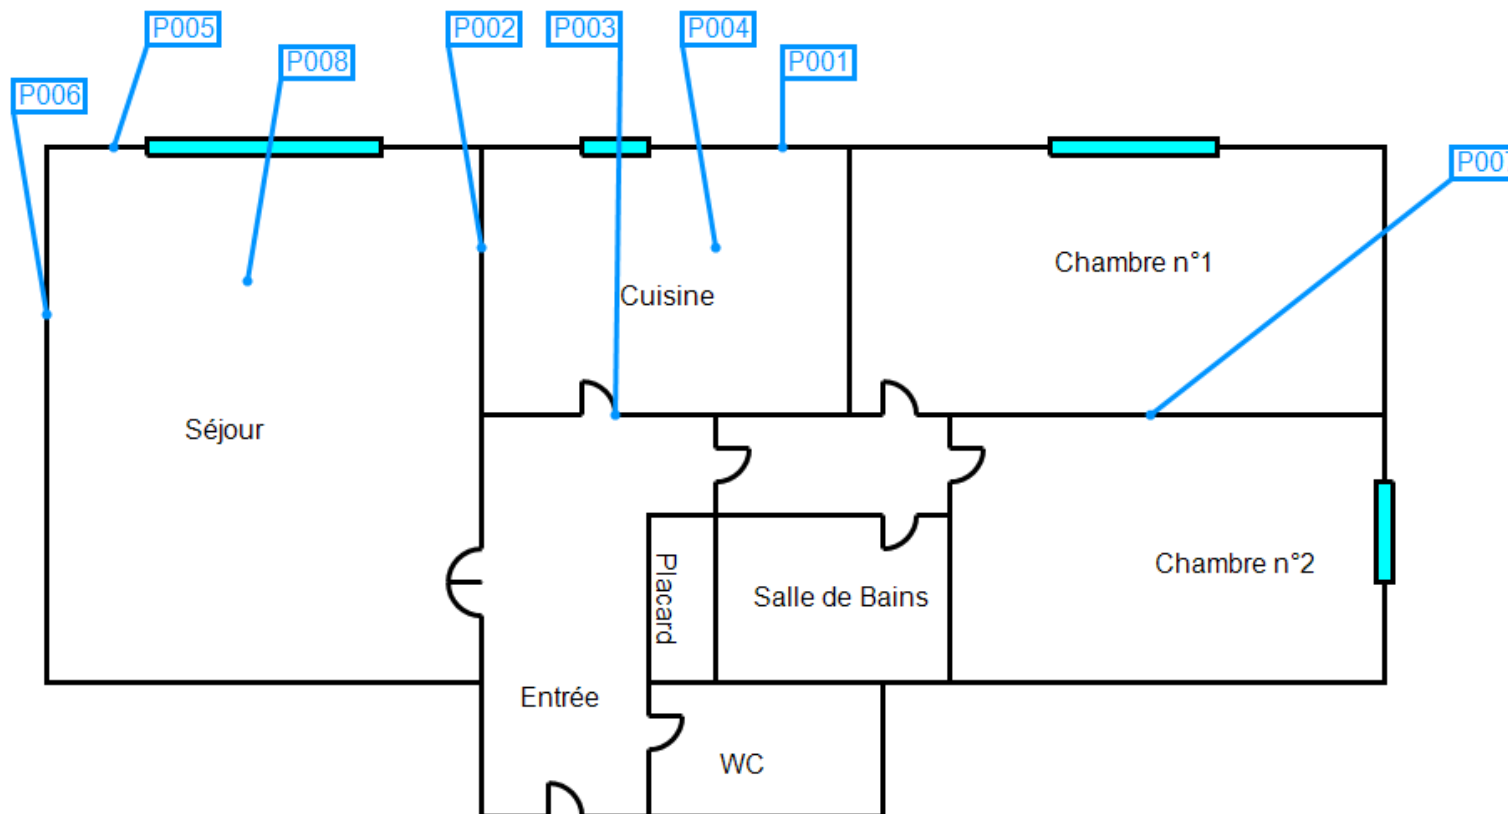 P005
P002
P003
P004
P008
P001
P006
P007
Chambre n°1
Cuisine
Séjour
Placard
Chambre n°2
Salle de Bains
Entrée
WC